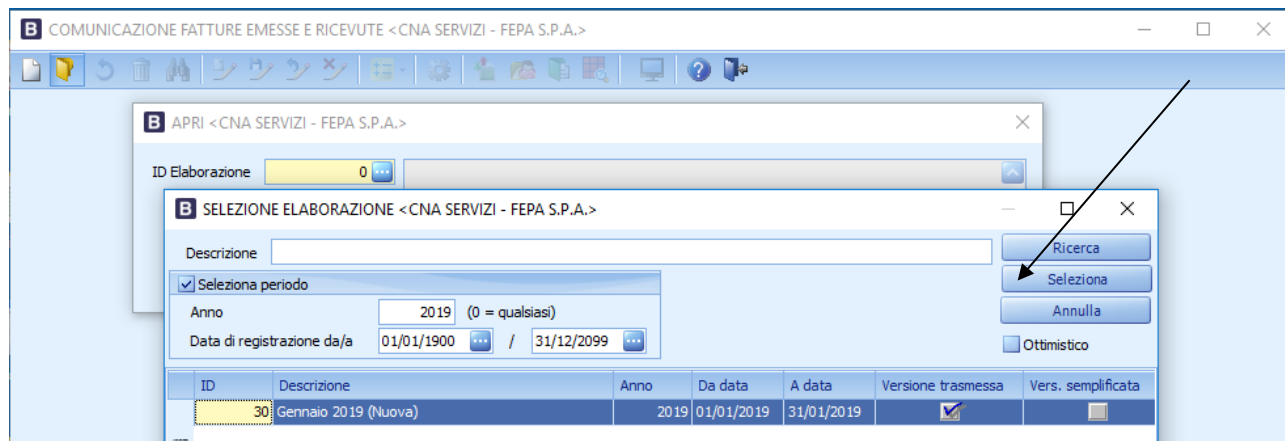 B COMUNICAZIONE FATTURE EMESSE E RICEVUTE <CNA SERVIZI - FEPA S.P.A.>
B APRI <CNA SERVIZI - FEPA S.P.A.>
ID Elaborazione 0
B SELEZIONE ELABORAZIONE <CNA SERVIZI - FEPA S.P.A.>
Descrizione Ricerca
Seleziona periodo Seleziona
Anno 2019 (0 = qualsiasi) Annulla
Data di registrazione da/a 01/01/1900 / 31/12/2099 Ottimistico
ID Descrizione Anno Da data A data Versione trasmessa Vers. semplificata
30 Gennaio 2019 (Nuova) 2019 01/01/2019 31/01/2019